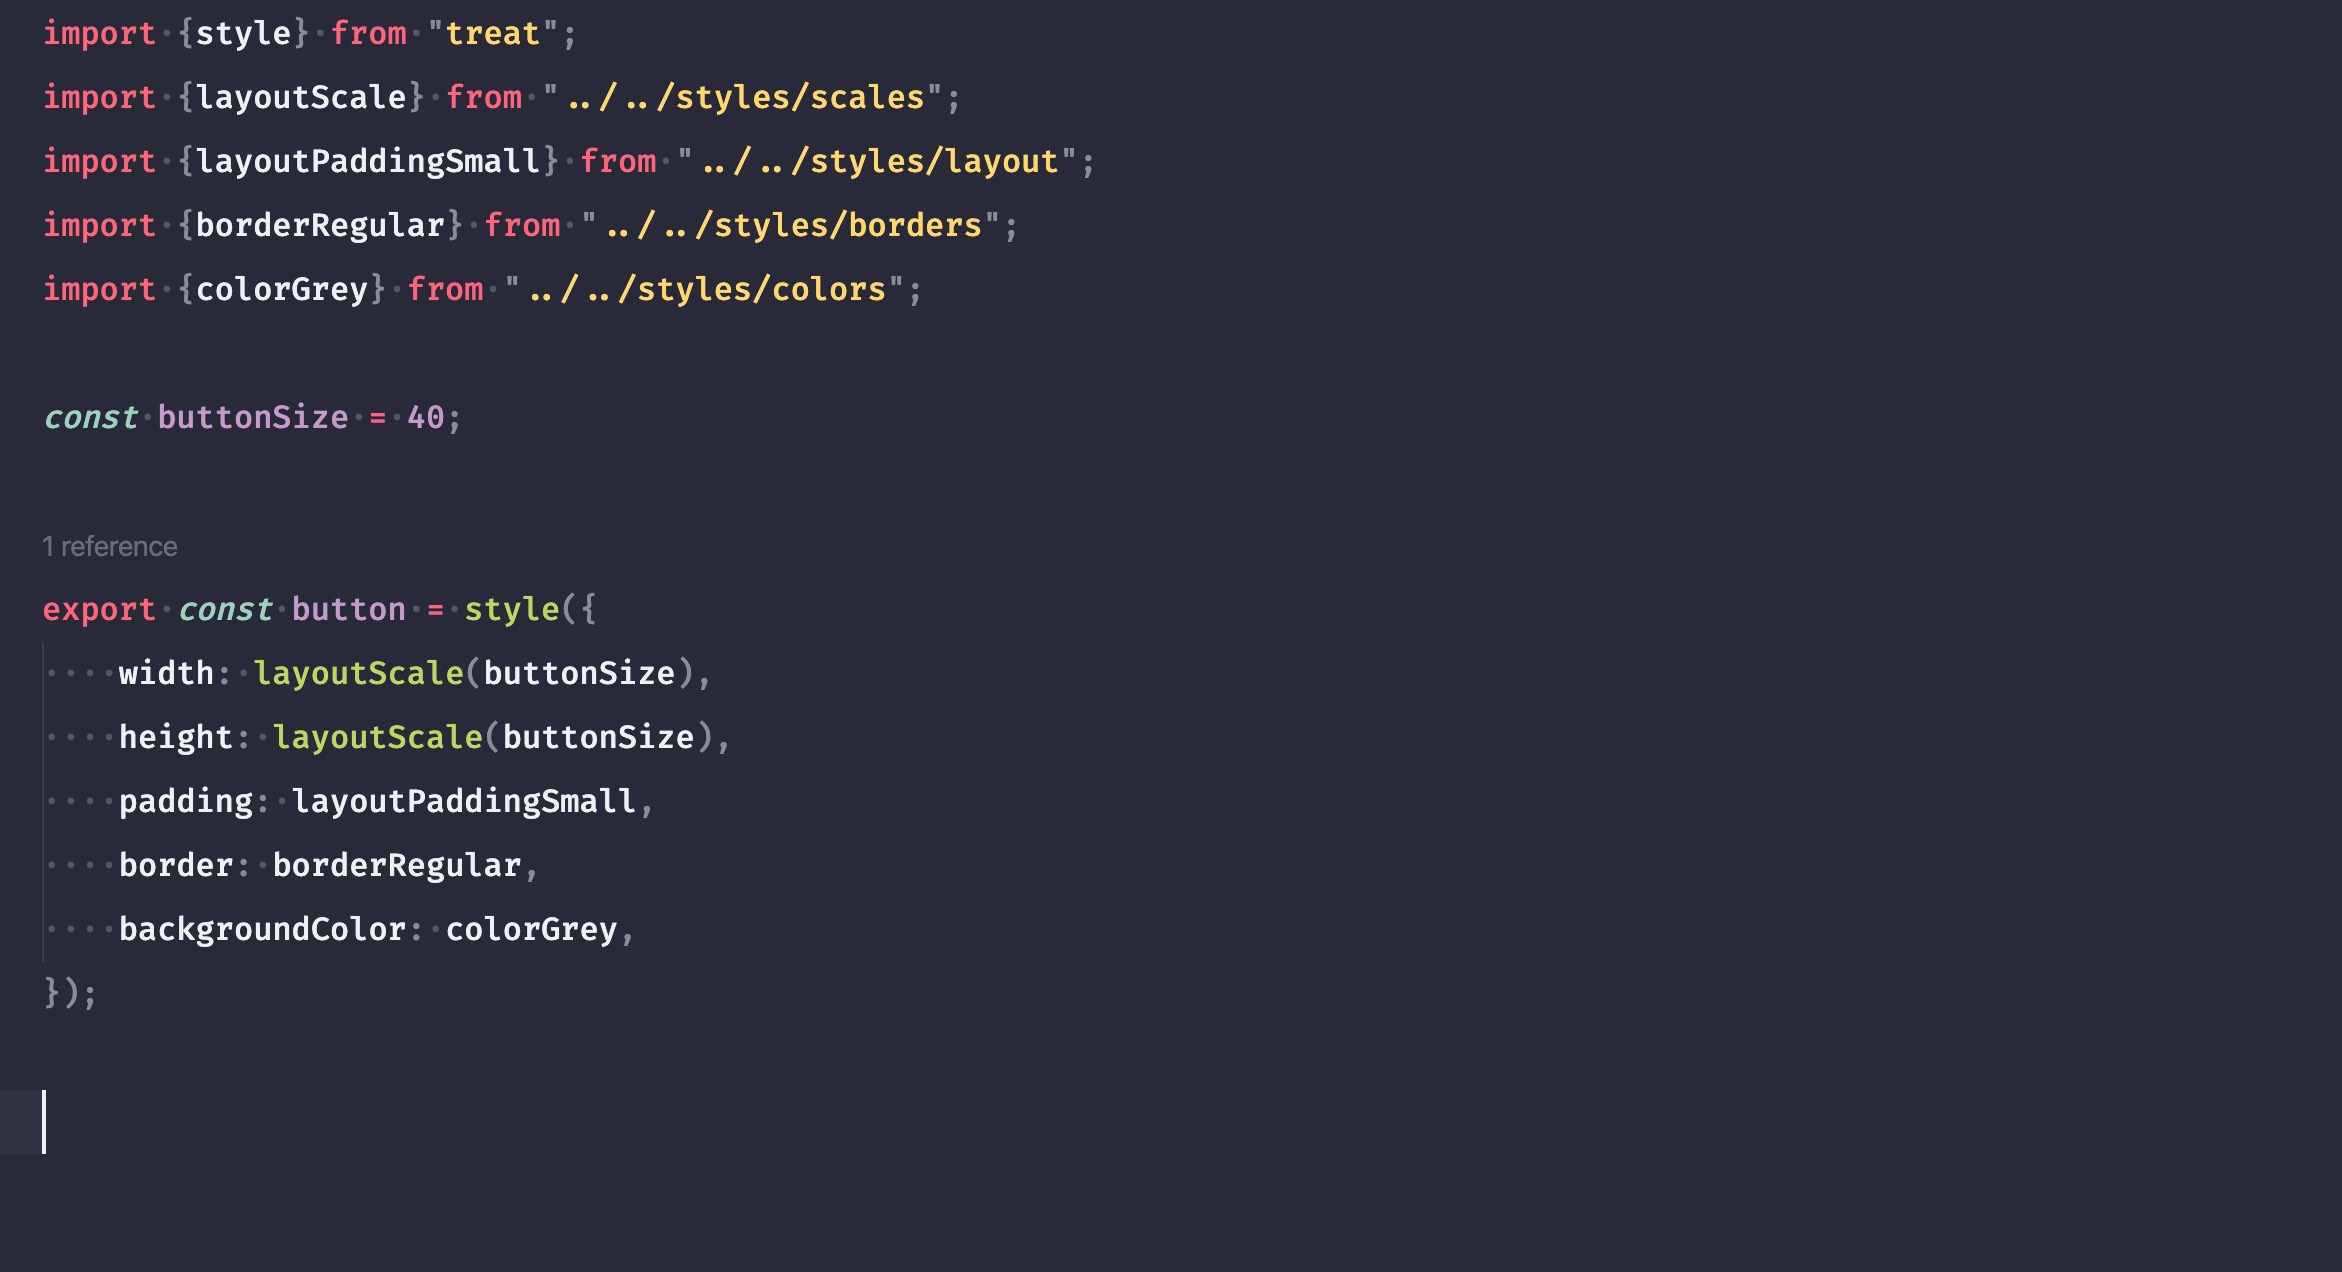 import {style} from "treat";
import {layoutScale} from "../../styles/scales";
import {layoutPaddingSmall} from "../../styles/layout";
import {borderRegular} from "../../styles/borders";
import {colorGrey} from "../../styles/colors";
const buttonSize = 40;
1 reference
export const button = style({
    width: layoutScale(buttonSize),
    height: layoutScale(buttonSize),
    padding: layoutPaddingSmall,
    border: borderRegular,
    backgroundColor: colorGrey,
});